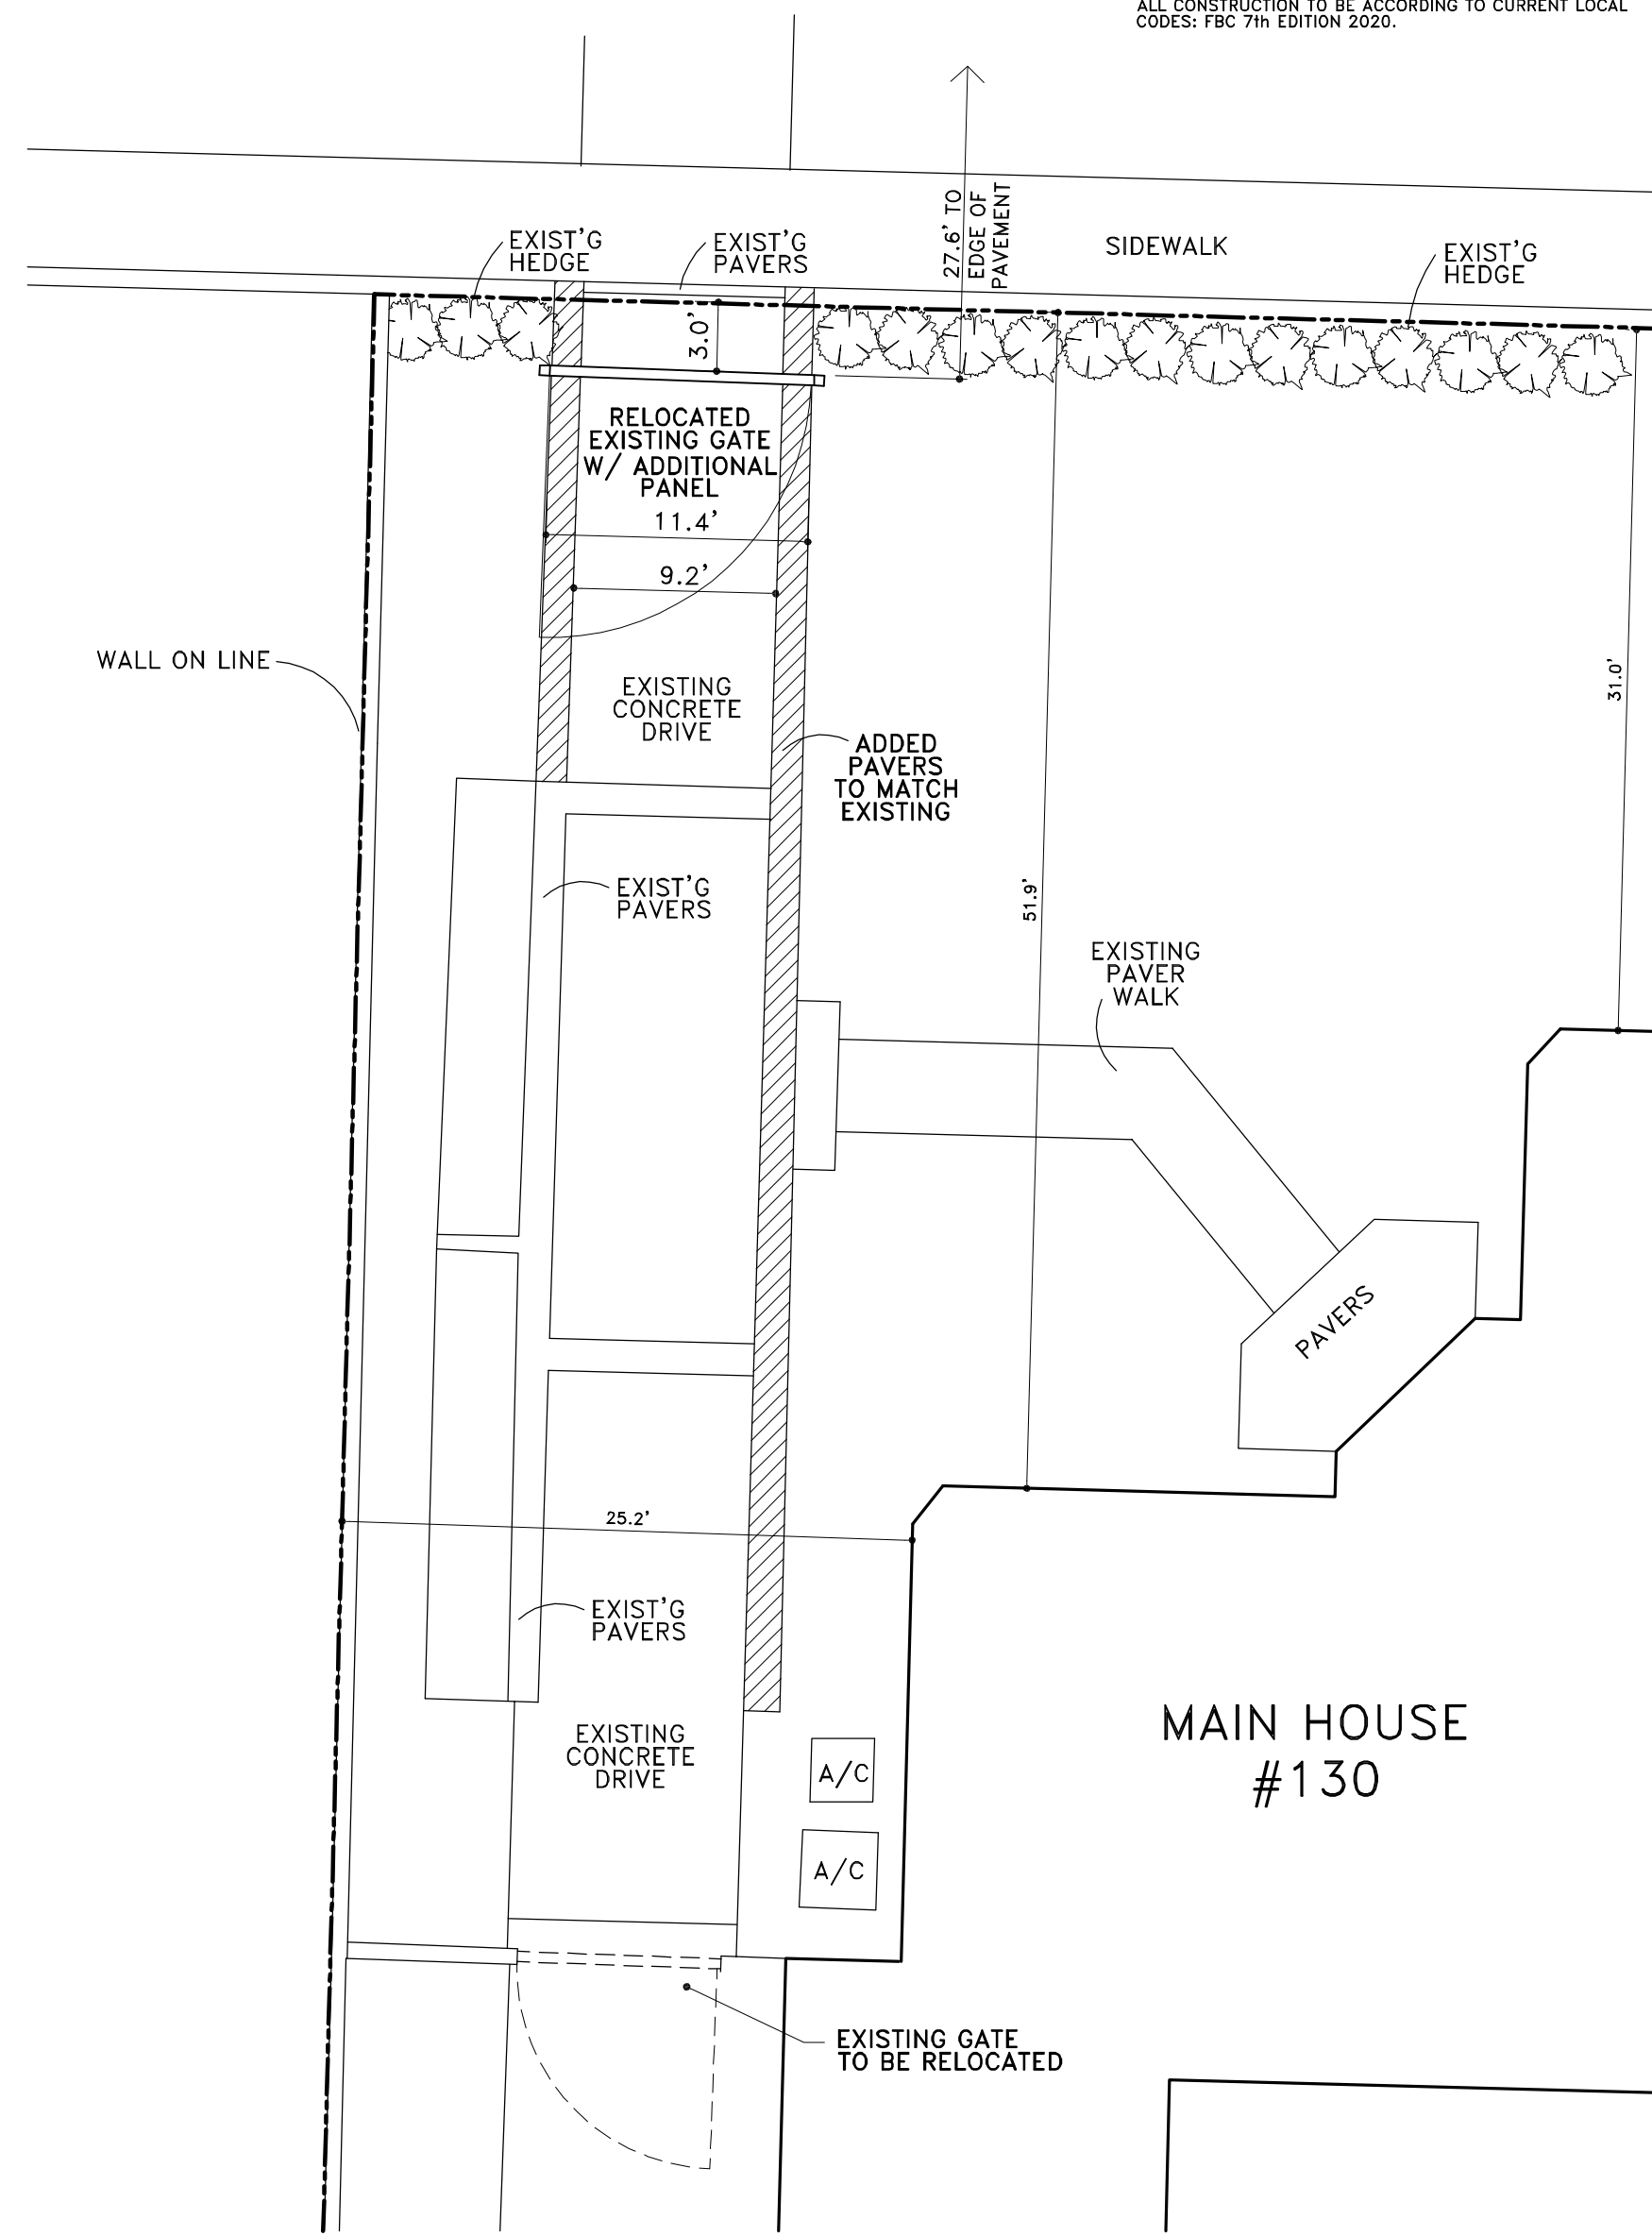 ALL CONSTRUCTION TO BE ACCORDING TO CURRENT LOCAL
CODES: FBC 7th EDITION 2020.
27.6' TO
EDGE OF
PAVEMENT
SIDEWALK
EXIST'G
HEDGE
EXIST'G
PAVERS
EXIST'G
HEDGE
3.0'
RELOCATED
EXISTING GATE
W/ ADDITIONAL
PANEL
11.4'
9.2'
WALL ON LINE
EXISTING
CONCRETE
DRIVE
31.0'
ADDED
PAVERS
TO MATCH
EXISTING
EXIST'G
PAVERS
51.9'
EXISTING
PAVER
WALK
PAVERS
25.2'
EXIST'G
PAVERS
EXISTING
CONCRETE
DRIVE
MAIN HOUSE
#130
A/C
A/C
EXISTING GATE
TO BE RELOCATED